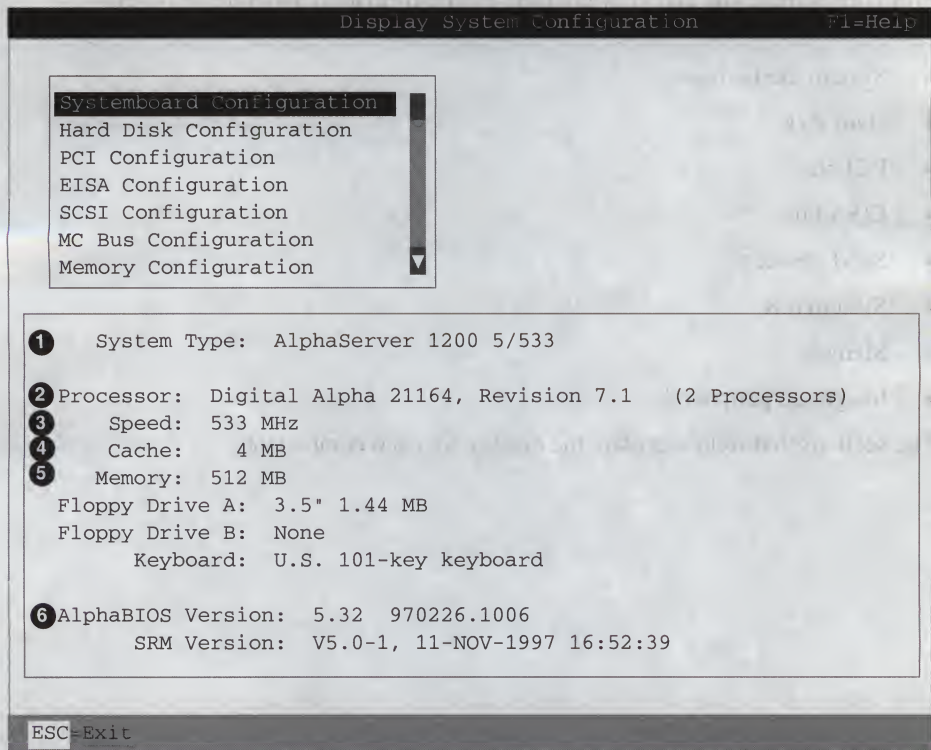 Display System Configuration F1=Help
Systemboard Configuration
Hard Disk Configuration
PCI Configuration
EISA Configuration
SCSI Configuration
MC Bus Configuration
Memory Configuration
1 System Type: AlphaServer 1200 5/533
2 Processor: Digital Alpha 21164, Revision 7.1 (2 Processors)
3 Speed: 533 MHz
4 Cache: 4 MB
5 Memory: 512 MB
Floppy Drive A: 3.5" 1.44 MB
Floppy Drive B: None
Keyboard: U.S. 101-key keyboard
6 AlphaBIOS Version: 5.32 970226.1006
SRM Version: V5.0-1, 11-NOV-1997 16:52:39
ESC=Exit